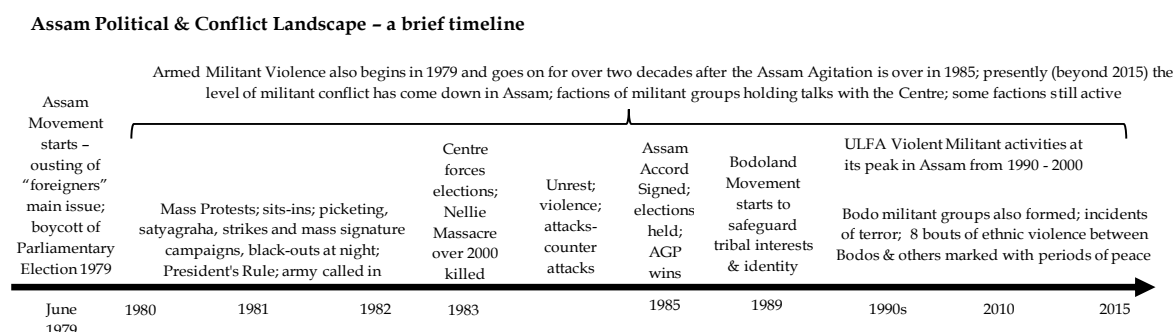 Assam Political & Conflict Landscape – a brief timeline
Armed Militant Violence also begins in 1979 and goes on for over two decades after the Assam Agitation is over in 1985; presently (beyond 2015) the
level of militant conflict has come down in Assam; factions of militant groups holding talks with the Centre; some factions still active
Assam
Movement
starts –
ousting of
“foreigners”
main issue;
boycott of
Parliamentary
Election 1979
Mass Protests; sits-ins; picketing,
satyagraha, strikes and mass signature
campaigns, black-outs at night;
President's Rule; army called in
Centre
forces
elections;
Nellie
Massacre
over 2000
killed
Unrest;
violence;
attacks-
counter
attacks
Assam
Accord
Signed;
elections
held;
AGP
wins
Bodoland
Movement
starts to
safeguard
tribal interests
& identity
ULFA Violent Militant activities at
its peak in Assam from 1990 - 2000
Bodo militant groups also formed; incidents
of terror; 8 bouts of ethnic violence between
Bodos & others marked with periods of peace
June
1979
1980
1981
1982
1983
1985
1989
1990s
2010
2015